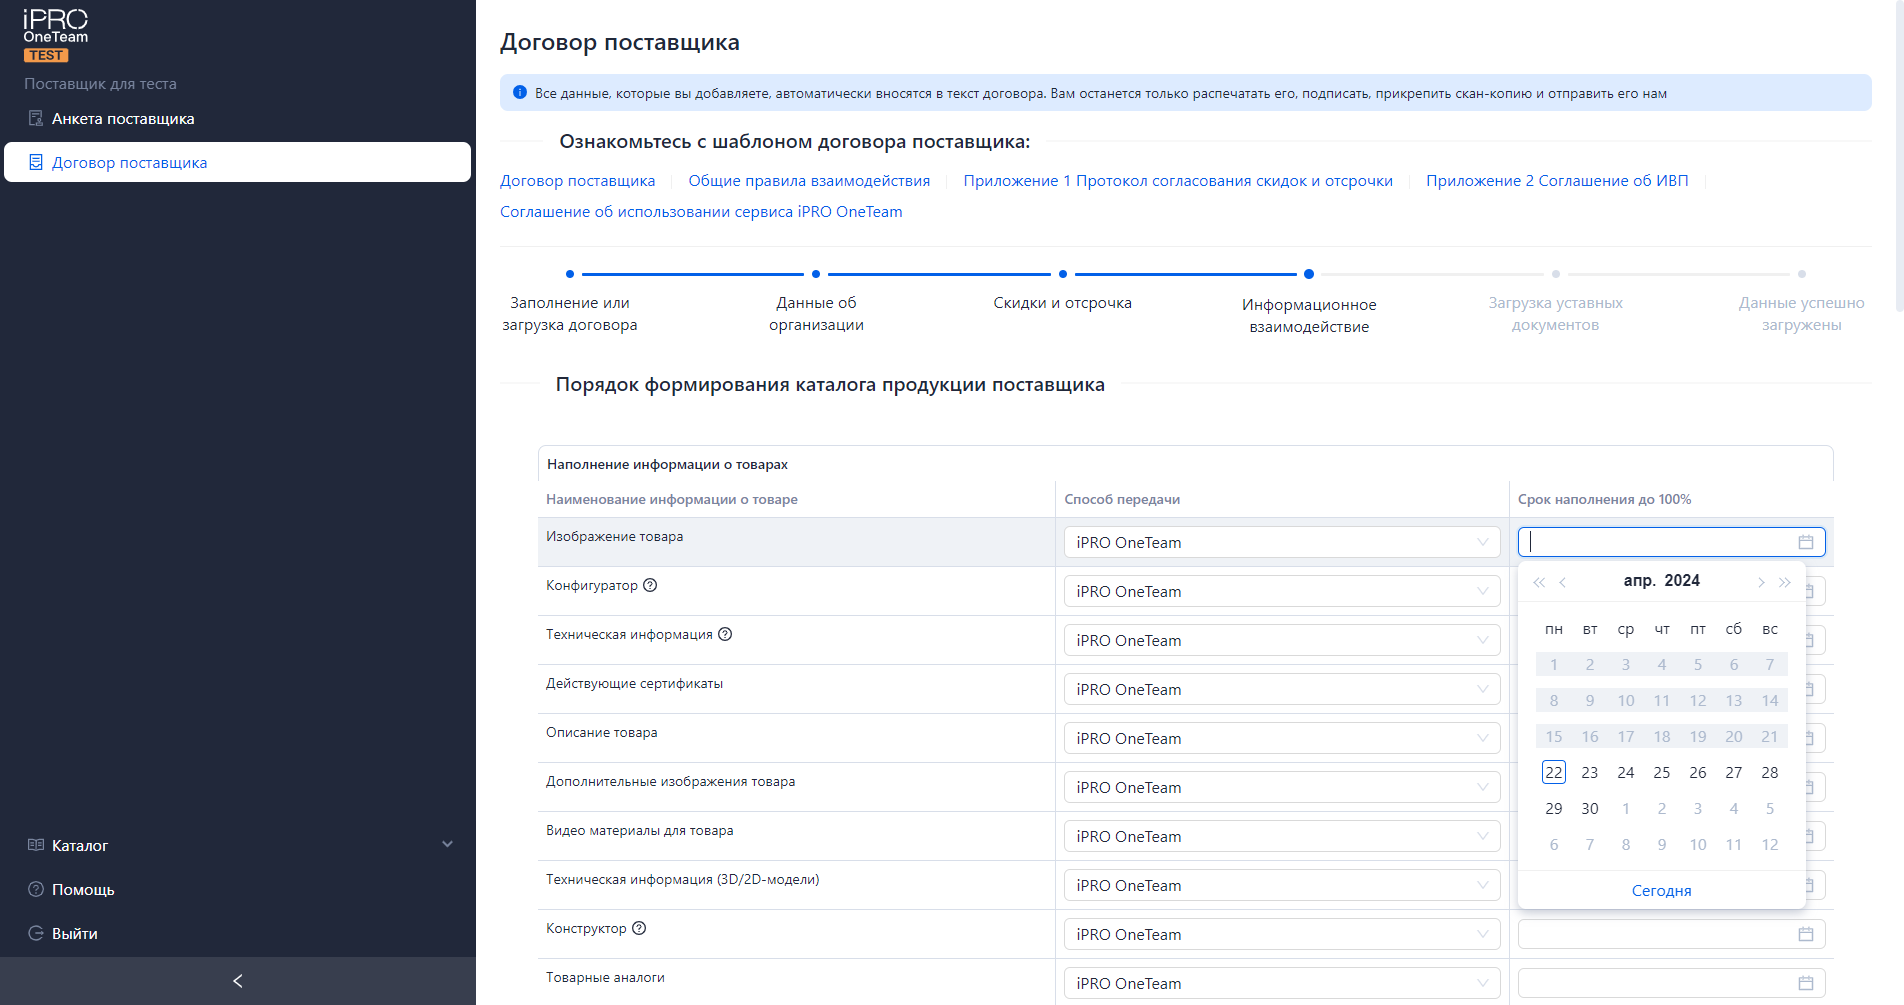 iPRO
OneTeam
TEST
Поставщик для теста
Анкета поставщика
Договор поставщика
Каталог
Помощь
Выйти
Договор поставщика
Все данные, которые вы добавляете, автоматически вносятся в текст договора. Вам останется только распечатать его, подписать, прикрепить скан-копию и отправить его нам
Ознакомьтесь с шаблоном договора поставщика:
Договор поставщика Общие правила взаимодействия Приложение 1 Протокол согласования скидок и отсрочки Приложение 2 Соглашение об ИВП
Соглашение об использовании сервиса iPRO OneTeam
Заполнение или
загрузка договора
Данные об
организации
Скидки и отсрочка
Информационное
взаимодействие
Загрузка уставных
документов
Данные успешно
загружены
Порядок формирования каталога продукции поставщика
Наполнение информации о товарах
Наименование информации о товаре Способ передачи Срок наполнения до 100%
Изображение товара iPRO OneTeam
Конфигуратор iPRO OneTeam
Техническая информация iPRO OneTeam
Действующие сертификаты iPRO OneTeam
Описание товара iPRO OneTeam
Дополнительные изображения товара iPRO OneTeam
Видео материалы для товара iPRO OneTeam
Техническая информация (3D/2D-модели) iPRO OneTeam
Конструктор iPRO OneTeam
Товарные аналоги iPRO OneTeam
апр. 2024
пн вт ср чт пт сб вс
1 2 3 4 5 6 7
8 9 10 11 12 13 14
15 16 17 18 19 20 21
22 23 24 25 26 27 28
29 30 1 2 3 4 5
6 7 8 9 10 11 12
Сегодня